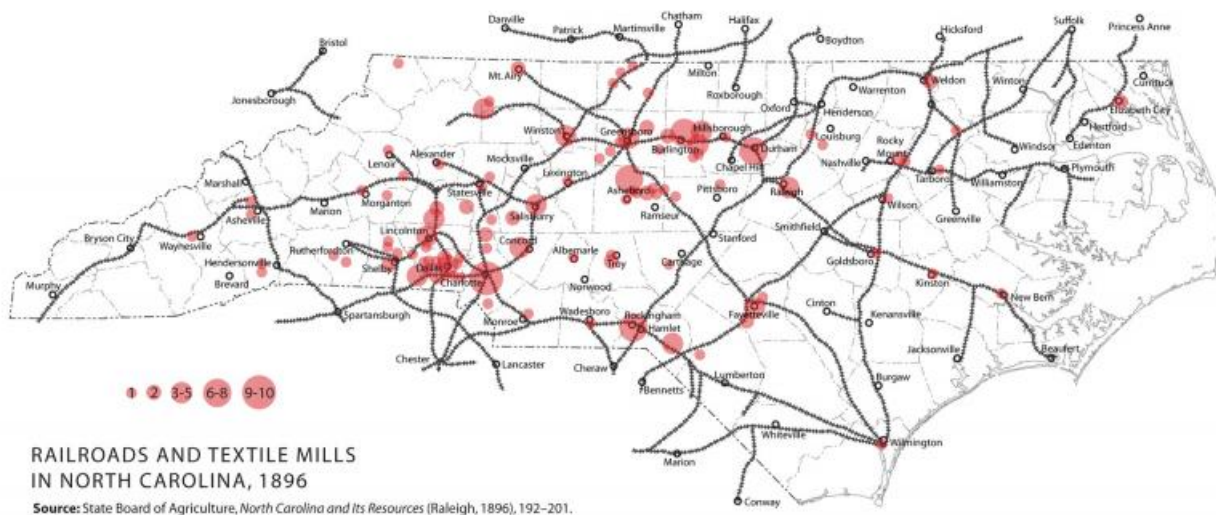 Chatham
Halifax
Danville
Patrick
Martinsville
Suffolk
Princess Anne
Hicksford
Boydton
Bristol
Mt. Airy
Milton
Roxborough
Weldon
Winton
Currituck
Jonesborough
Warrenton
Oxford
Henderson
Elizabeth City
Winston
Greensboro
Hillsborough
Burlington
Durham
Louisburg
Hertford
Edenton
Lenox
Alexander
Mocksville
Chapel Hill
Nashville
Rocky
Mount
Windsor
Plymouth
Marshall
Morganton
Statesville
Lexington
Asheboro
Pittsboro
Raleigh
Tarboro
Williamston
Asheville
Marion
Salisbury
Ramseur
Wilson
Greenville
Bryson City
Waynesville
Rutherfordton
Lincolnton
Concord
Albemarle
Troy
Carthage
Stanford
Smithfield
Hendersonville
Brevard
Shelby
Dallas
Charlotte
Norwood
Goldsboro
Kinston
Murphy
Spartansburgh
Monroe
Wadesboro
Rockingham
Hamlet
Fayetteville
Clinton
Kenansville
New Bern
Chester
Lancaster
Cheraw
Bennetts
Lumberton
Jacksonville
Beaufert
Burgaw
Whiteville
Wilmington
Marion
Conway
1 2 3-5 6-8 9-10
RAILROADS AND TEXTILE MILLS
IN NORTH CAROLINA, 1896
Source: State Board of Agriculture, North Carolina and Its Resources (Raleigh, 1896), 192–201.